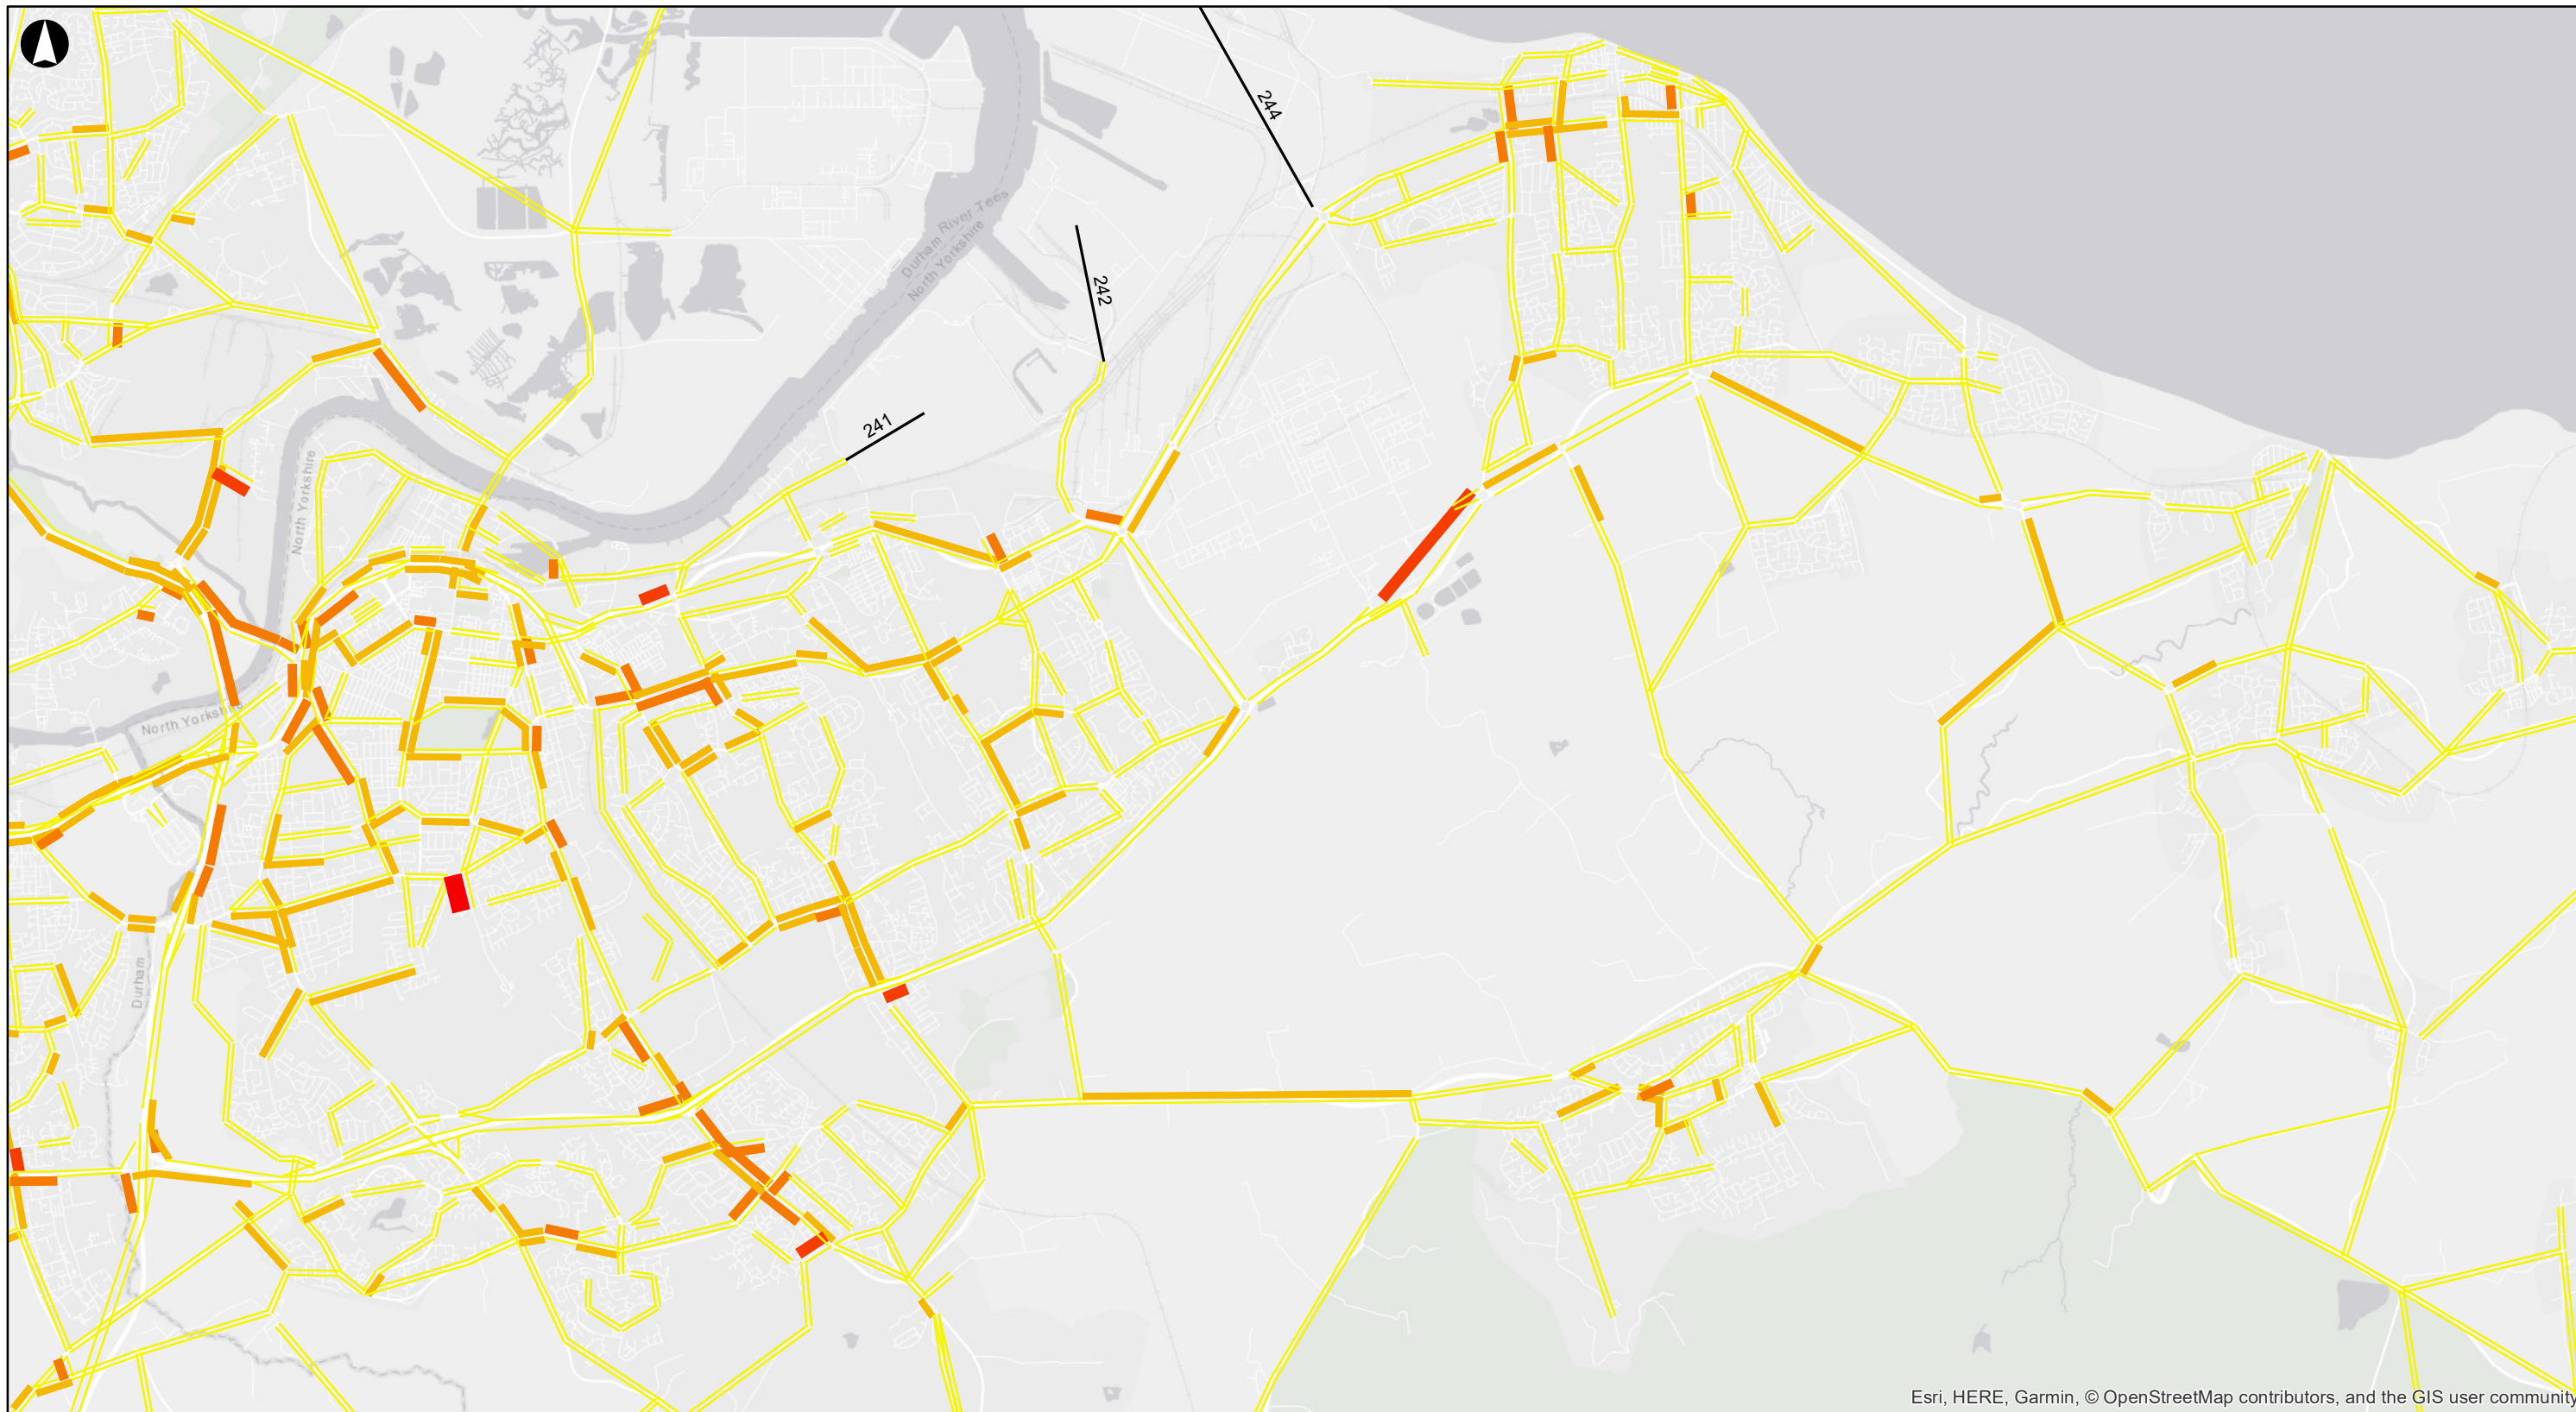 244
Durham
River Tees
North Yorkshire
242
241
North Yorkshire
North Yorkshire
Durham
Esri, HERE, Garmin, © OpenStreetMap contributors, and the GIS user community